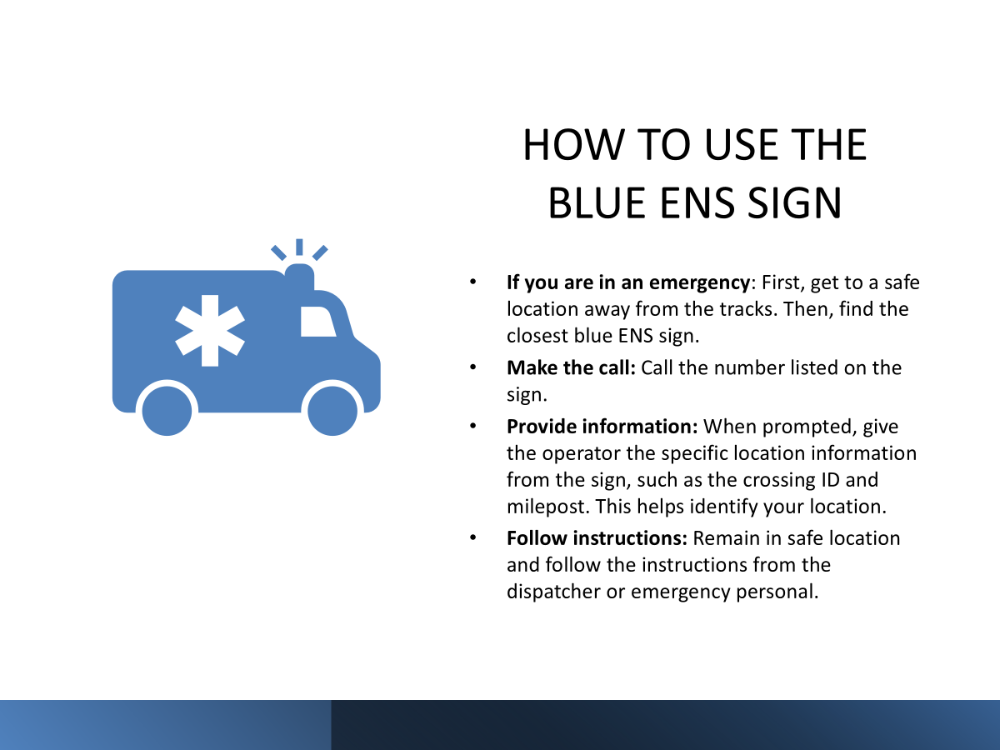 HOW TO USE THE
BLUE ENS SIGN
• If you are in an emergency: First, get to a safe
location away from the tracks. Then, find the
closest blue ENS sign.
• Make the call: Call the number listed on the
sign.
• Provide information: When prompted, give
the operator the specific location information
from the sign, such as the crossing ID and
milepost. This helps identify your location.
• Follow instructions: Remain in safe location
and follow the instructions from the
dispatcher or emergency personal.